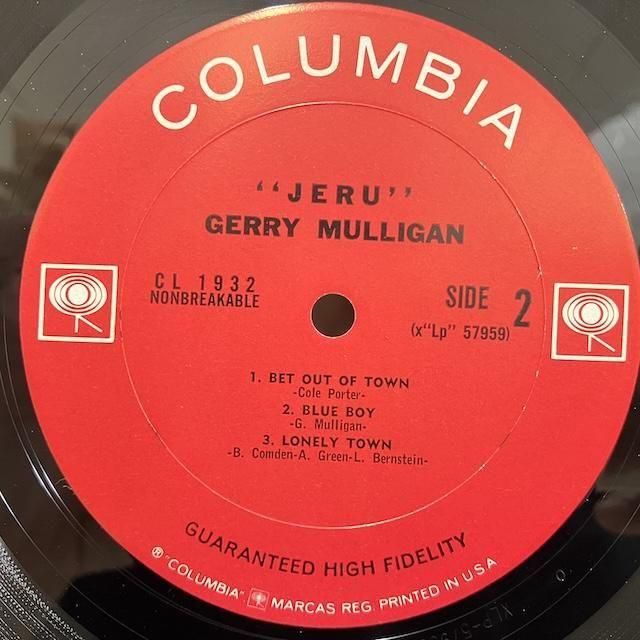 COLUMBIA
"JERU"
GERRY MULLIGAN
CL 1932
NONBREAKABLE
SIDE 2
(x"Lp" 57959)
1. BET OUT OF TOWN
-Cole Porter-
2. BLUE BOY
-G. Mulligan-
3. LONELY TOWN
-B. Comden-A. Green-L. Bernstein-
GUARANTEED HIGH FIDELITY
® "COLUMBIA" MARCAS REG. PRINTED IN U.S.A.